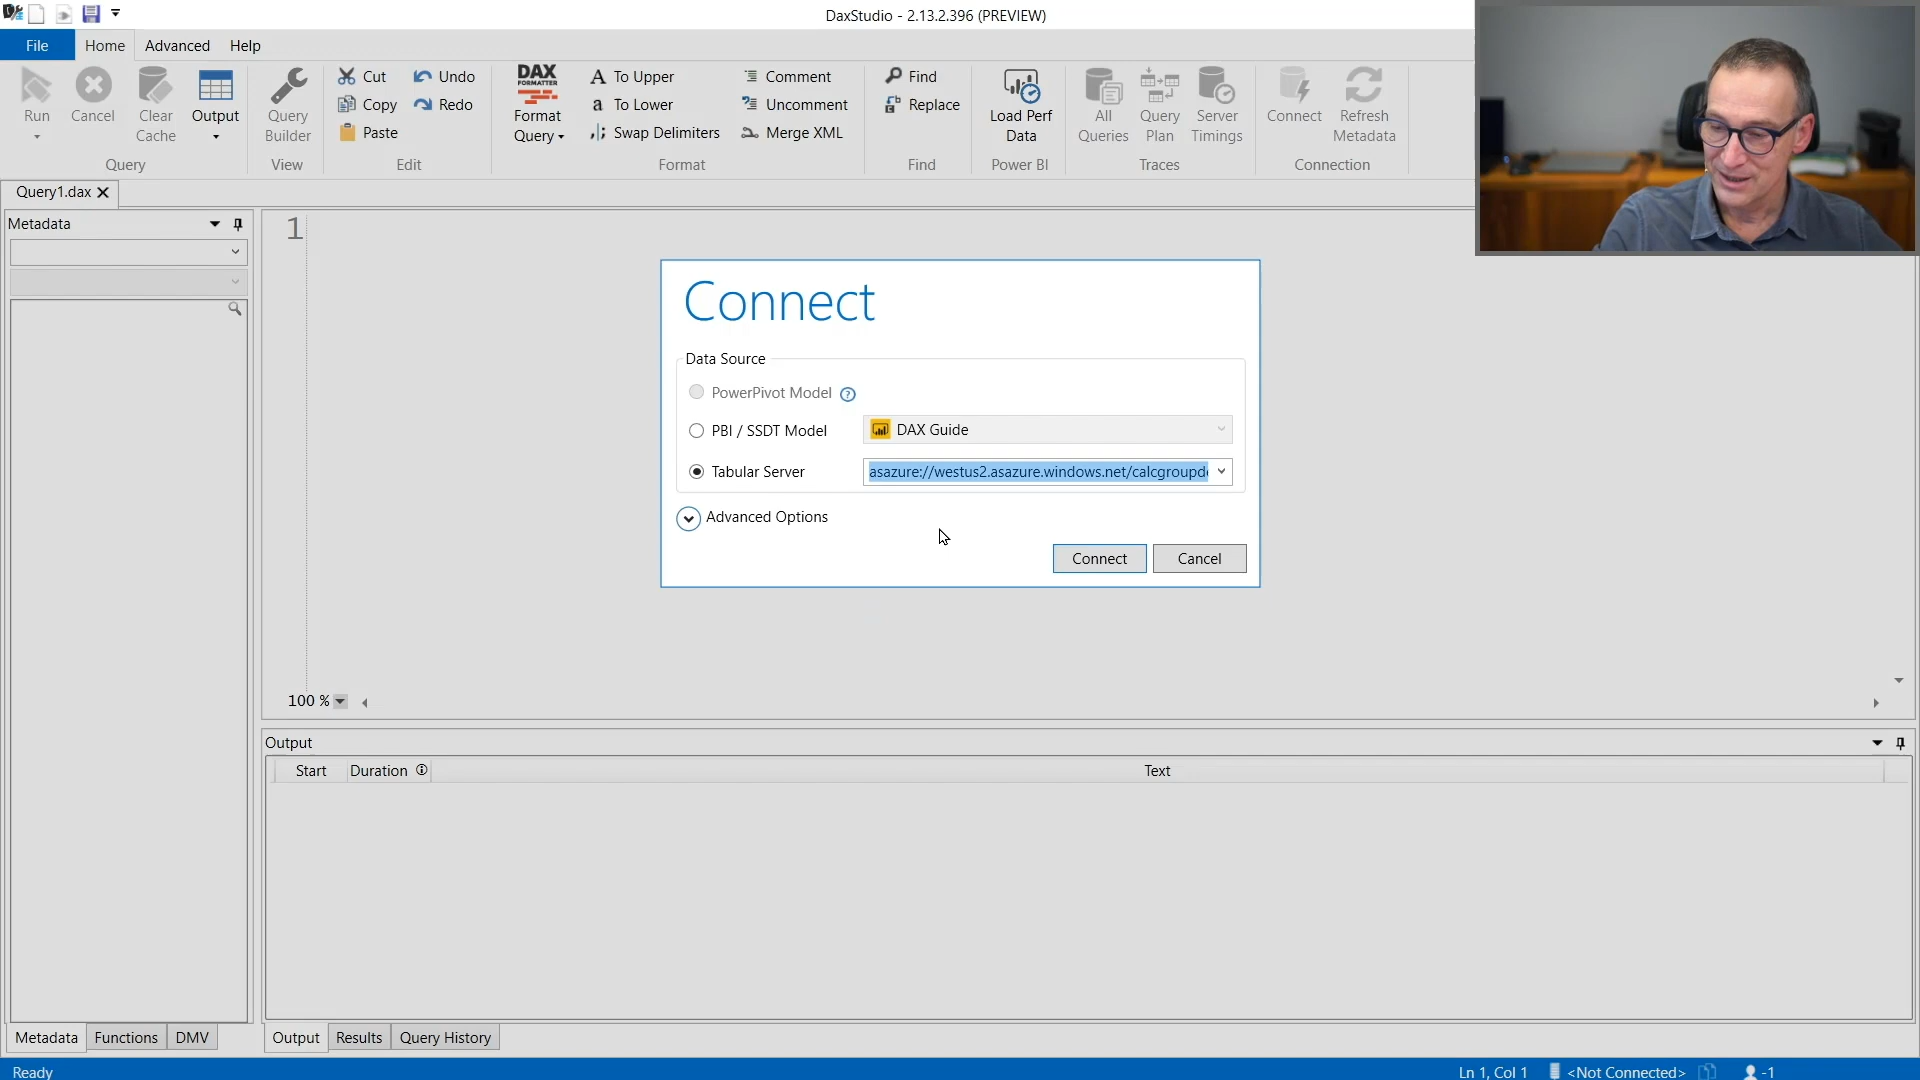 DaxStudio - 2.13.2.396 (PREVIEW)
File Home Advanced Help
Run
Cancel
Clear Cache
Output
Query
Query Builder
View
Cut
Copy
Paste
Undo
Redo
Edit
DAX FORMATTER
Format Query
To Upper
To Lower
Swap Delimiters
Comment
Uncomment
Merge XML
Format
Find
Replace
Find
Load Perf Data
Power BI
All Queries
Query Plan
Server Timings
Traces
Connect
Refresh Metadata
Connection
Query1.dax
Metadata
1
Connect
Data Source
PowerPivot Model ?
PBI / SSDT Model DAX Guide
Tabular Server asazure://westus2.asazure.windows.net/calcgroupd
Advanced Options
Connect Cancel
100 %
Output
Start Duration Text
Metadata Functions DMV
Output Results Query History
Ready Ln 1, Col 1 <Not Connected> -1